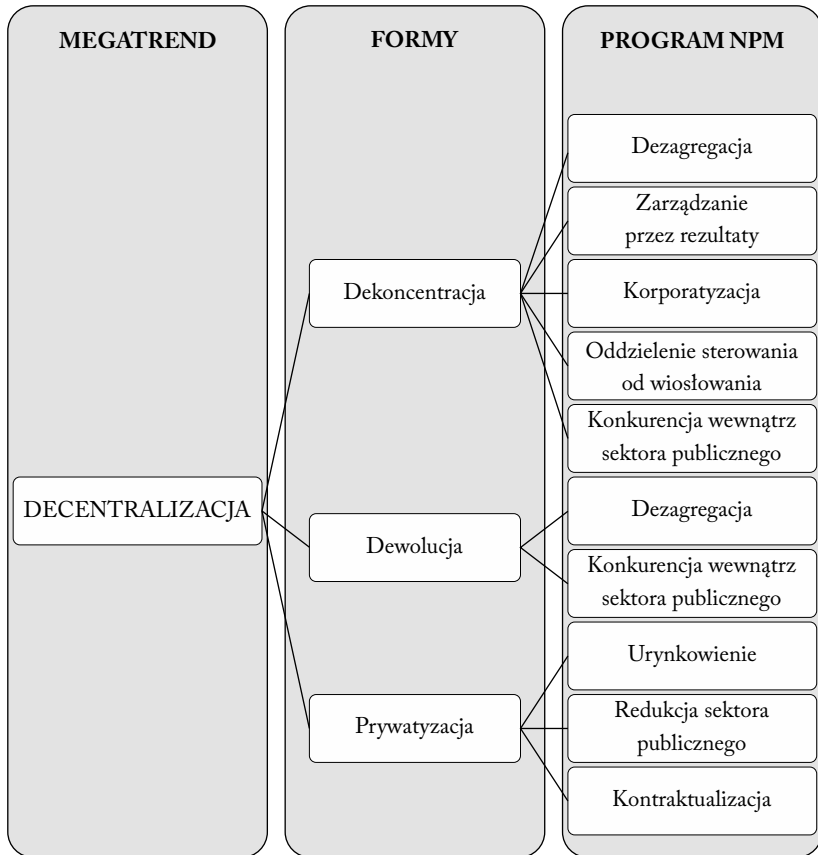 MEGATREND
FORMY
PROGRAM NPM
DECENTRALIZACJA
Dekoncentracja
Dewolucja
Prywatyzacja
Dezagregacja
Zarządzanie
przez rezultaty
Korporatyzacja
Oddzielenie sterowania
od wiosłowania
Konkurencja wewnątrz
sektora publicznego
Dezagregacja
Konkurencja wewnątrz
sektora publicznego
Urynkowienie
Redukcja sektora
publicznego
Kontraktualizacja